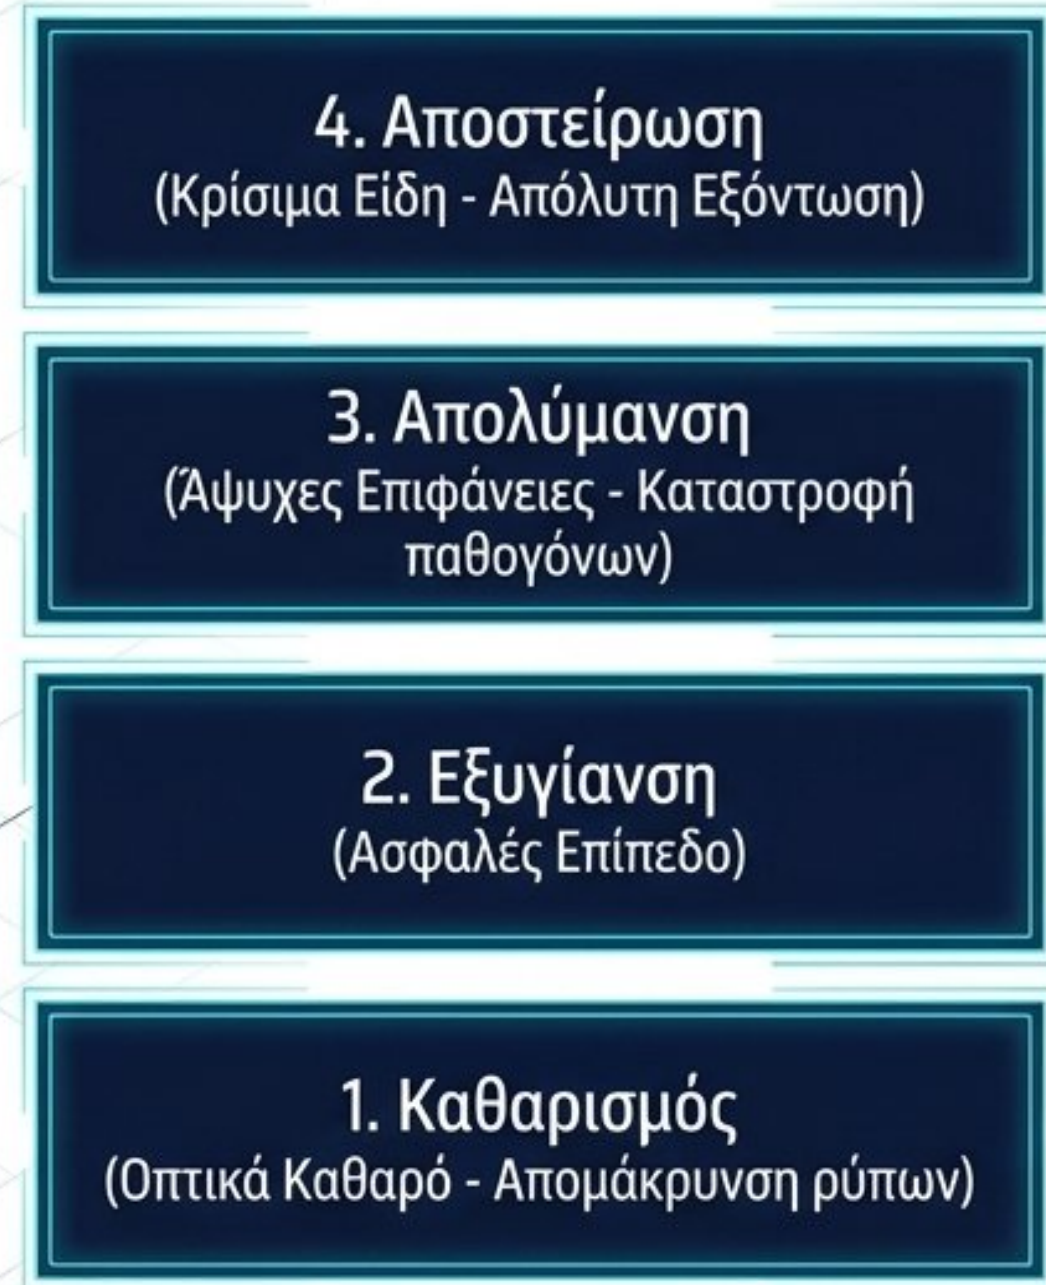 4. Αποστείρωση
(Κρίσιμα Είδη - Απόλυτη Εξόντωση)
3. Απολύμανση
(Άψυχες Επιφάνειες - Καταστροφή
παθογόνων)
2. Εξυγίανση
(Ασφαλές Επίπεδο)
1. Καθαρισμός
(Οπτικά Καθαρό - Απομάκρυνση ρύπων)